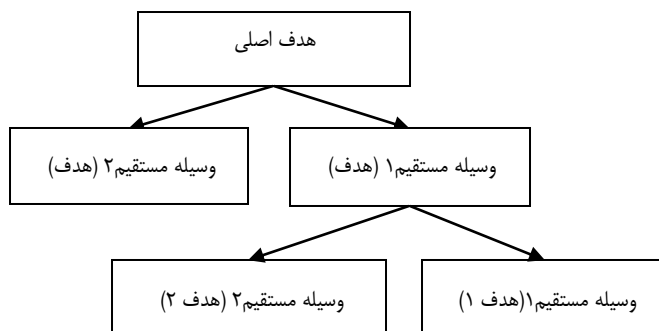 هدف اصلی
وسیله مستقیم۱ (هدف)
وسیله مستقیم۲ (هدف)
وسیله مستقیم۱(هدف ۱)
وسیله مستقیم۲ (هدف ۲)